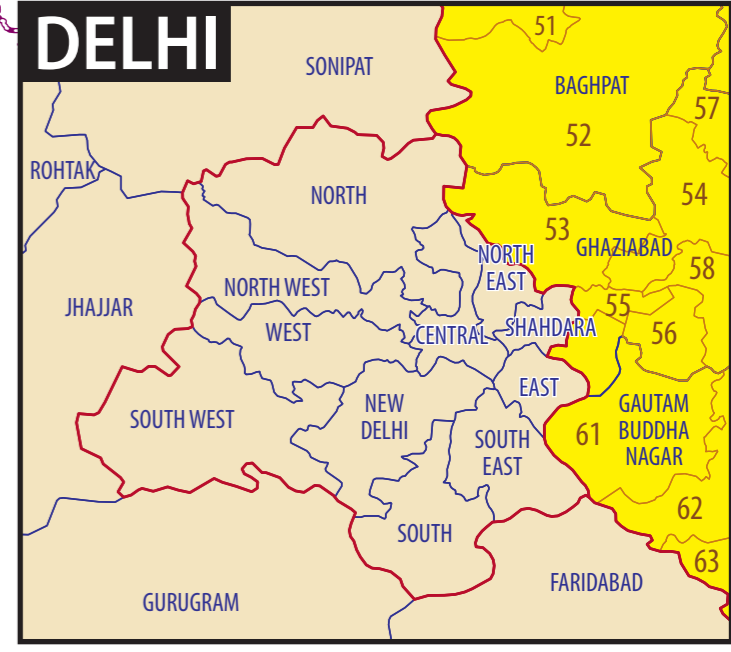 DELHI
51
SONIPAT
BAGHPAT
57
52
ROHTAK
NORTH
54
53
GHAZIABAD
NORTH
EAST
58
NORTH WEST
JHAJJAR
55
WEST
CENTRAL
SHAHDARA
56
EAST
NEW
DELHI
GAUTAM
BUDDHA
NAGAR
SOUTH WEST
61
SOUTH
EAST
62
SOUTH
63
FARIDABAD
GURUGRAM